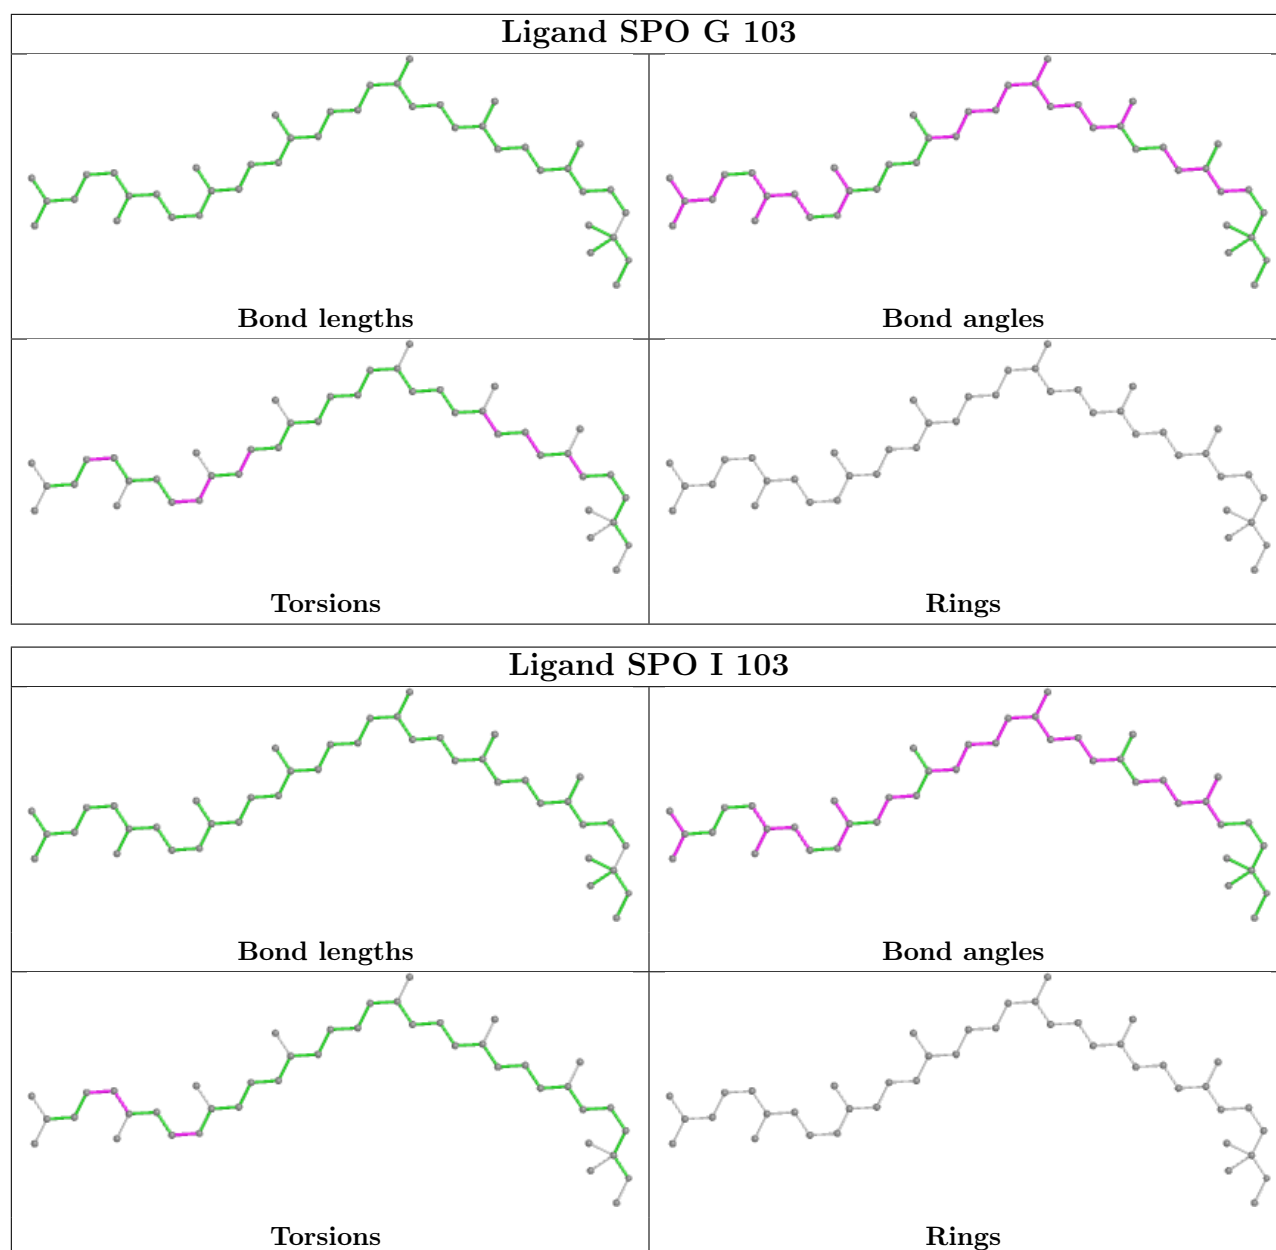 Ligand SPO G 103
Bond lengths
Bond angles
Torsions
Rings
Ligand SPO I 103
Bond lengths
Bond angles
Torsions
Rings